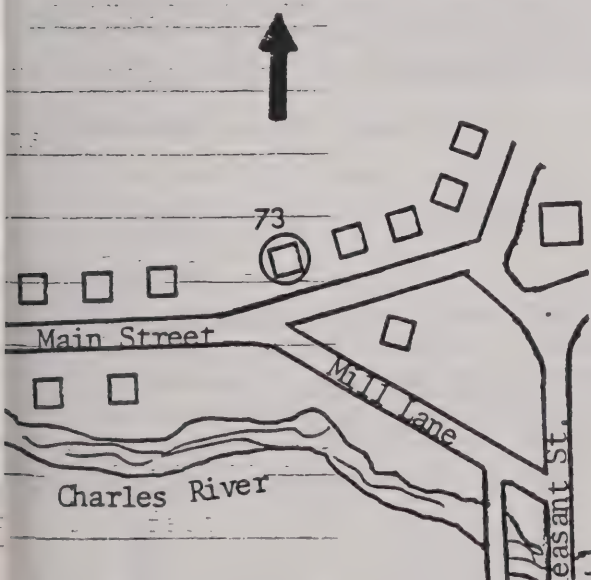 73
Main Street
Mill Lane
Charles River
easant St.